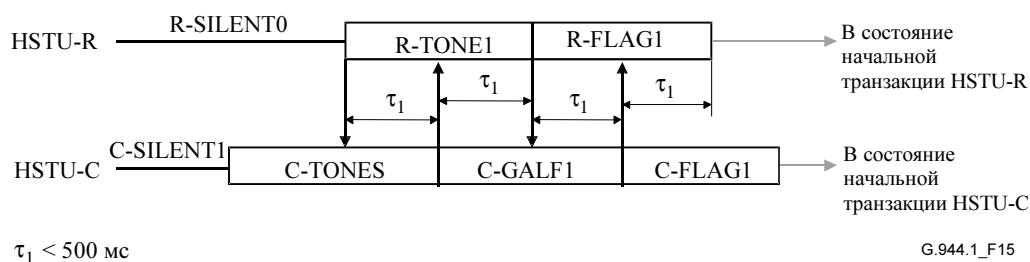 R-SILENT0
HSTU-R
R-TONE1
R-FLAG1
В состояние
начальной
транзакции HSTU-R
τ1
τ1
τ1
τ1
C-SILENT1
HSTU-C
C-TONES
C-GALF1
C-FLAG1
В состояние
начальной
транзакции HSTU-C
τ1 < 500 мс
G.944.1_F15